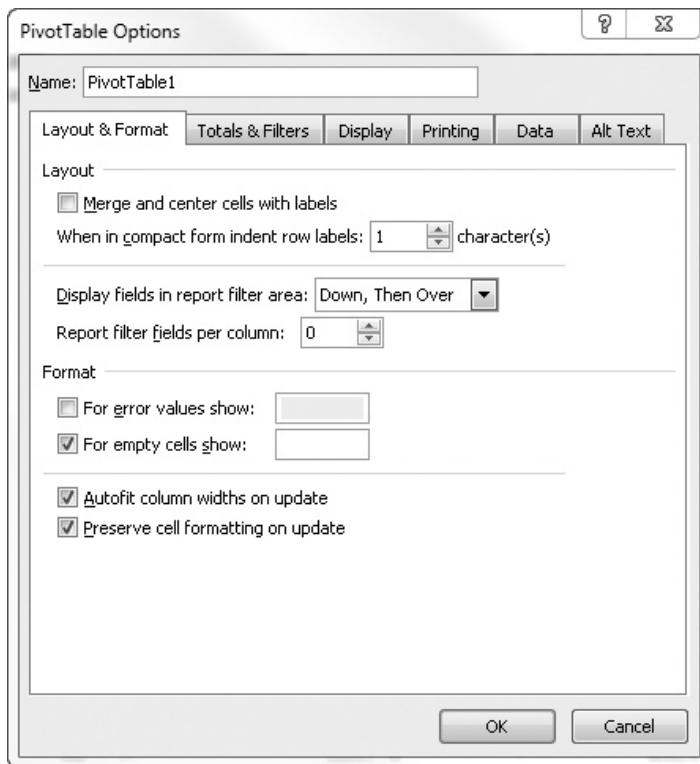 PivotTable Options
?
Name: PivotTable1
Layout & Format Totals & Filters Display Printing Data Alt Text
Layout
Merge and center cells with labels
When in compact form indent row labels: 1 character(s)
Display fields in report filter area: Down, Then Over
Report filter fields per column: 0
Format
For error values show:
For empty cells show:
Autofit column widths on update
Preserve cell formatting on update
OK Cancel